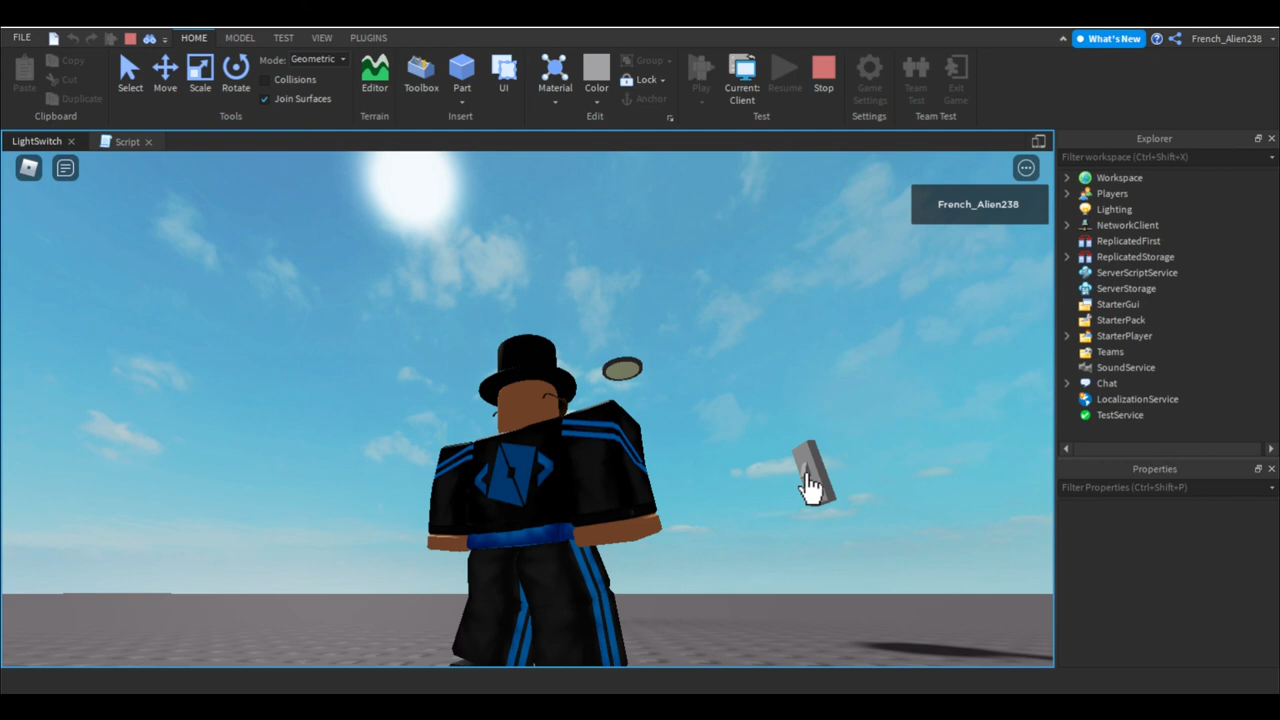 FILE HOME MODEL TEST VIEW PLUGINS What's New French_Alien238
Paste
Copy
Cut
Duplicate
Clipboard
Select Move Scale Rotate
Mode: Geometric
Collisions
Join Surfaces
Tools
Editor
Terrain
Toolbox Part UI
Insert
Material Color
Group
Lock
Anchor
Edit
Play Current: Client Resume Stop
Test
Game Settings
Settings
Team Test
Exit Game
Team Test
LightSwitch Script
French_Alien238
Explorer
Filter workspace (Ctrl+Shift+X)
Workspace
Players
Lighting
NetworkClient
ReplicatedFirst
ReplicatedStorage
ServerScriptService
ServerStorage
StarterGui
StarterPack
StarterPlayer
Teams
SoundService
Chat
LocalizationService
TestService
Properties
Filter Properties (Ctrl+Shift+P)